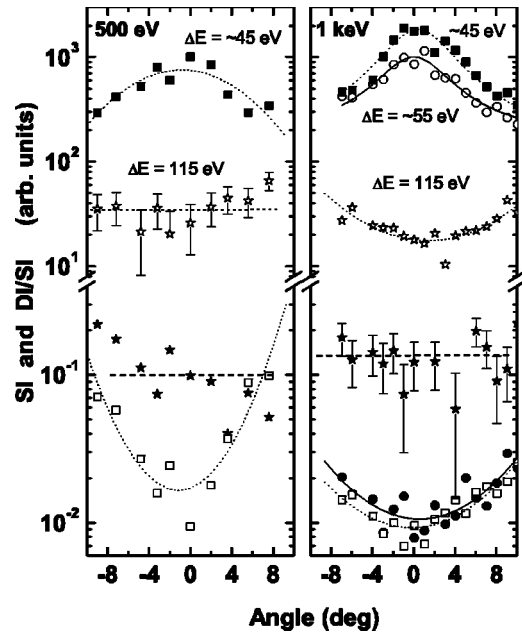 500 eV
1 keV
10³
ΔE = ~45 eV
~45 eV
ΔE = ~55 eV
10²
ΔE = 115 eV
ΔE = 115 eV
10¹
10⁻¹
10⁻²
SI and DI/SI (arb. units)
-8 -4 0 4 8 -8 -4 0 4 8
Angle (deg)